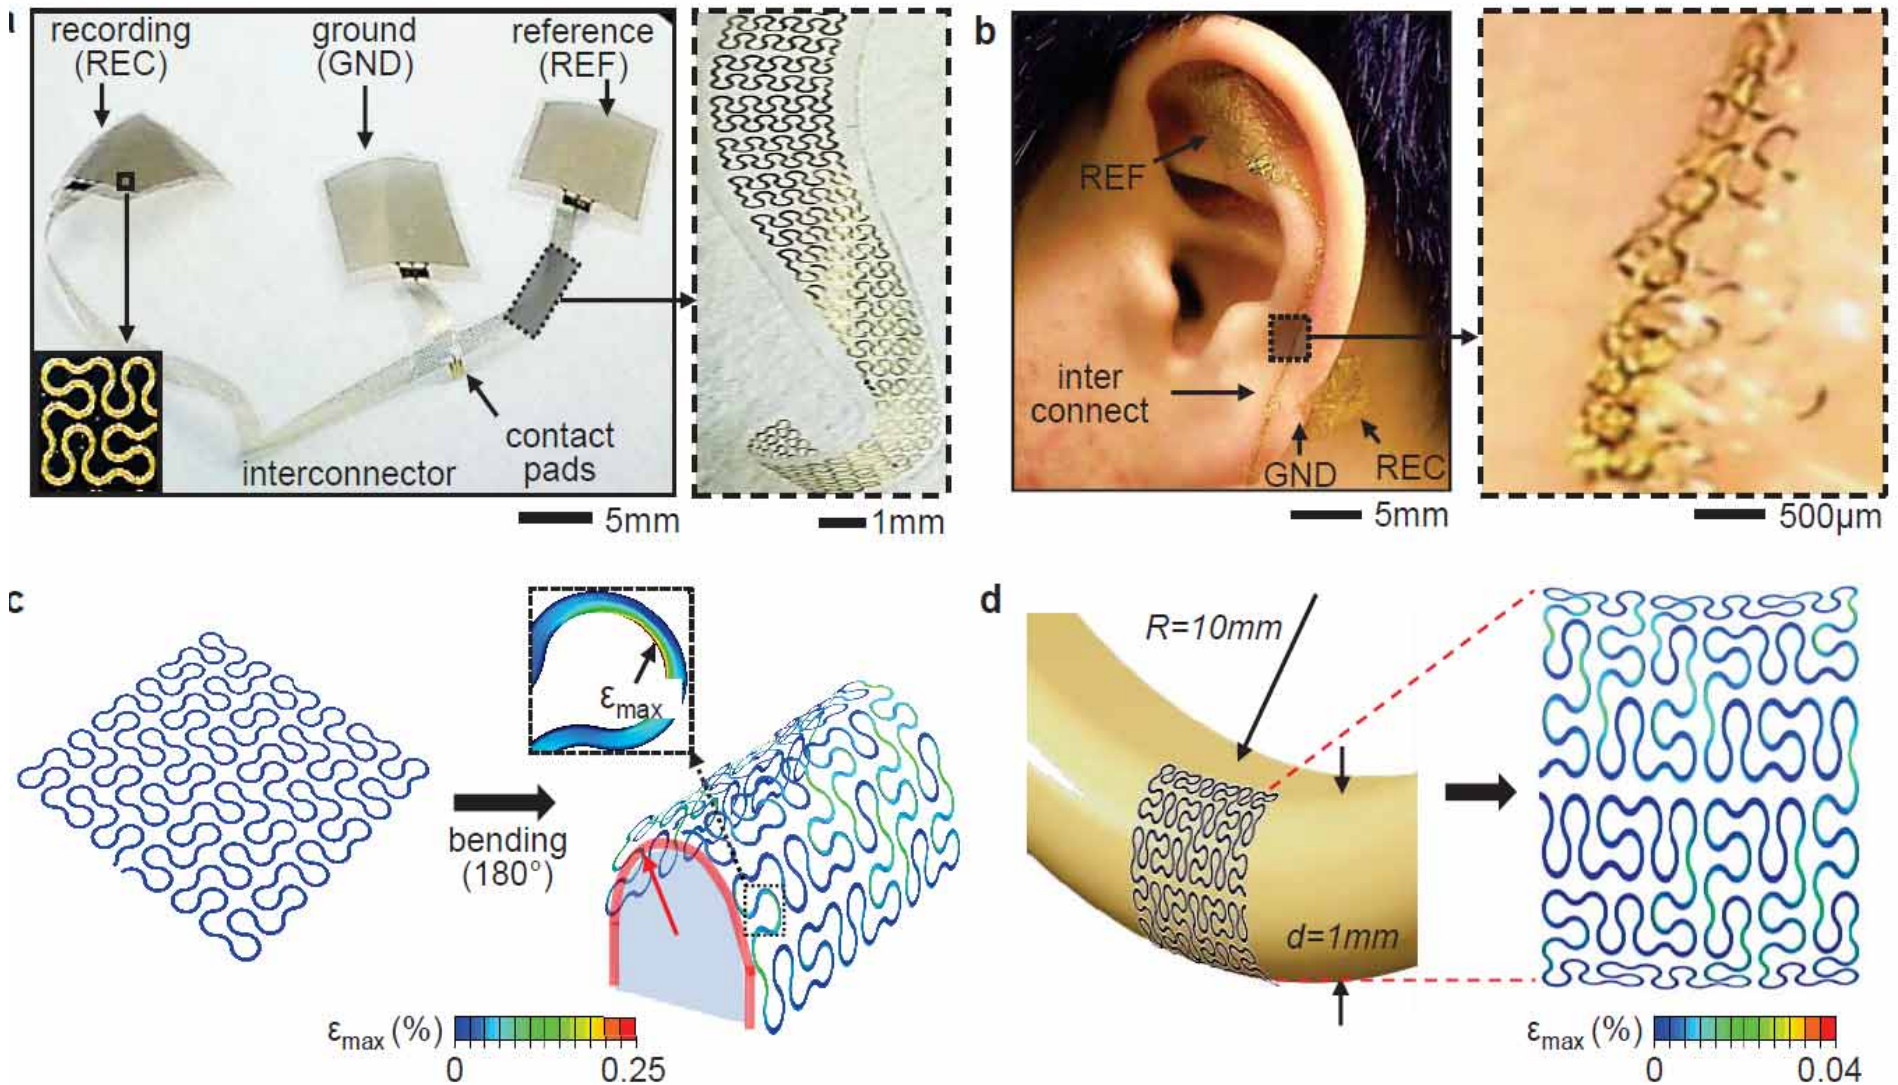 a
recording
(REC)
ground
(GND)
reference
(REF)
contact
pads
interconnector
5mm
1mm
b
REF
inter
connect
GND
REC
5mm
500µm
c
εmax
bending
(180°)
εmax (%)
0
0.25
d
R=10mm
d=1mm
εmax (%)
0
0.04